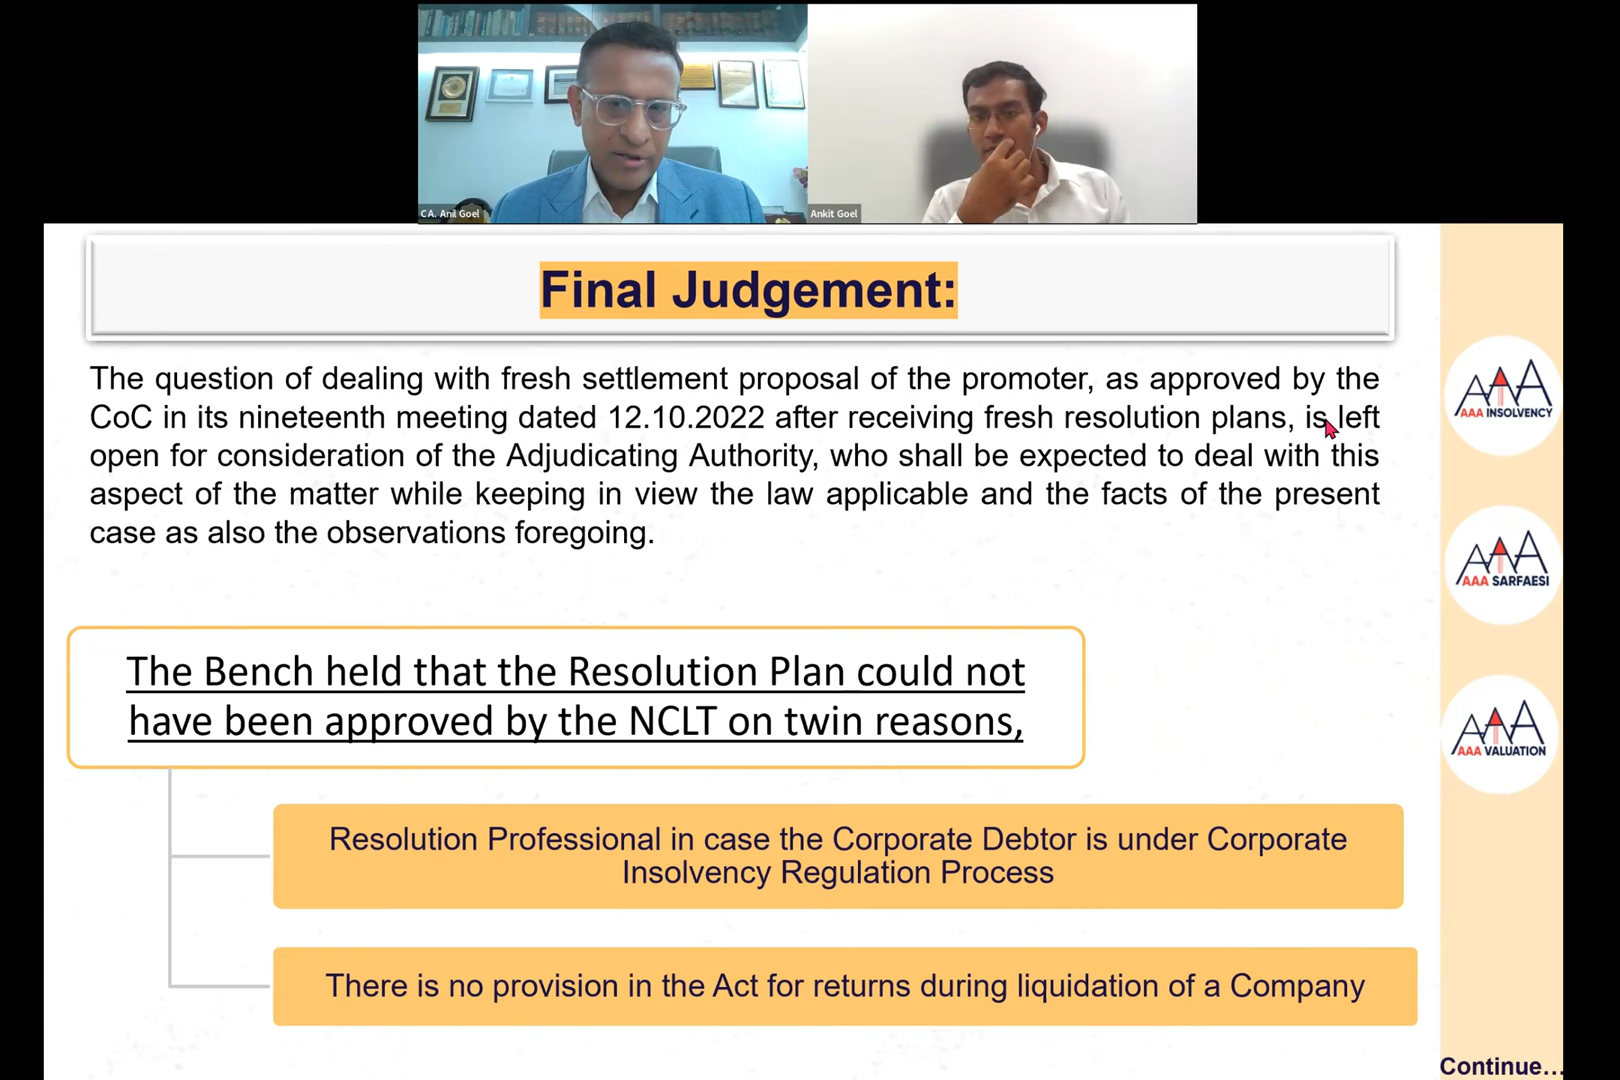 CA. Anil Goel
Ankit Goel
Final Judgement:
The question of dealing with fresh settlement proposal of the promoter, as approved by the
CoC in its nineteenth meeting dated 12.10.2022 after receiving fresh resolution plans, is left
open for consideration of the Adjudicating Authority, who shall be expected to deal with this
aspect of the matter while keeping in view the law applicable and the facts of the present
case as also the observations foregoing.
The Bench held that the Resolution Plan could not
have been approved by the NCLT on twin reasons,
Resolution Professional in case the Corporate Debtor is under Corporate
Insolvency Regulation Process
There is no provision in the Act for returns during liquidation of a Company
AAA INSOLVENCY
AAA SARFAESI
AAA VALUATION
Continue...